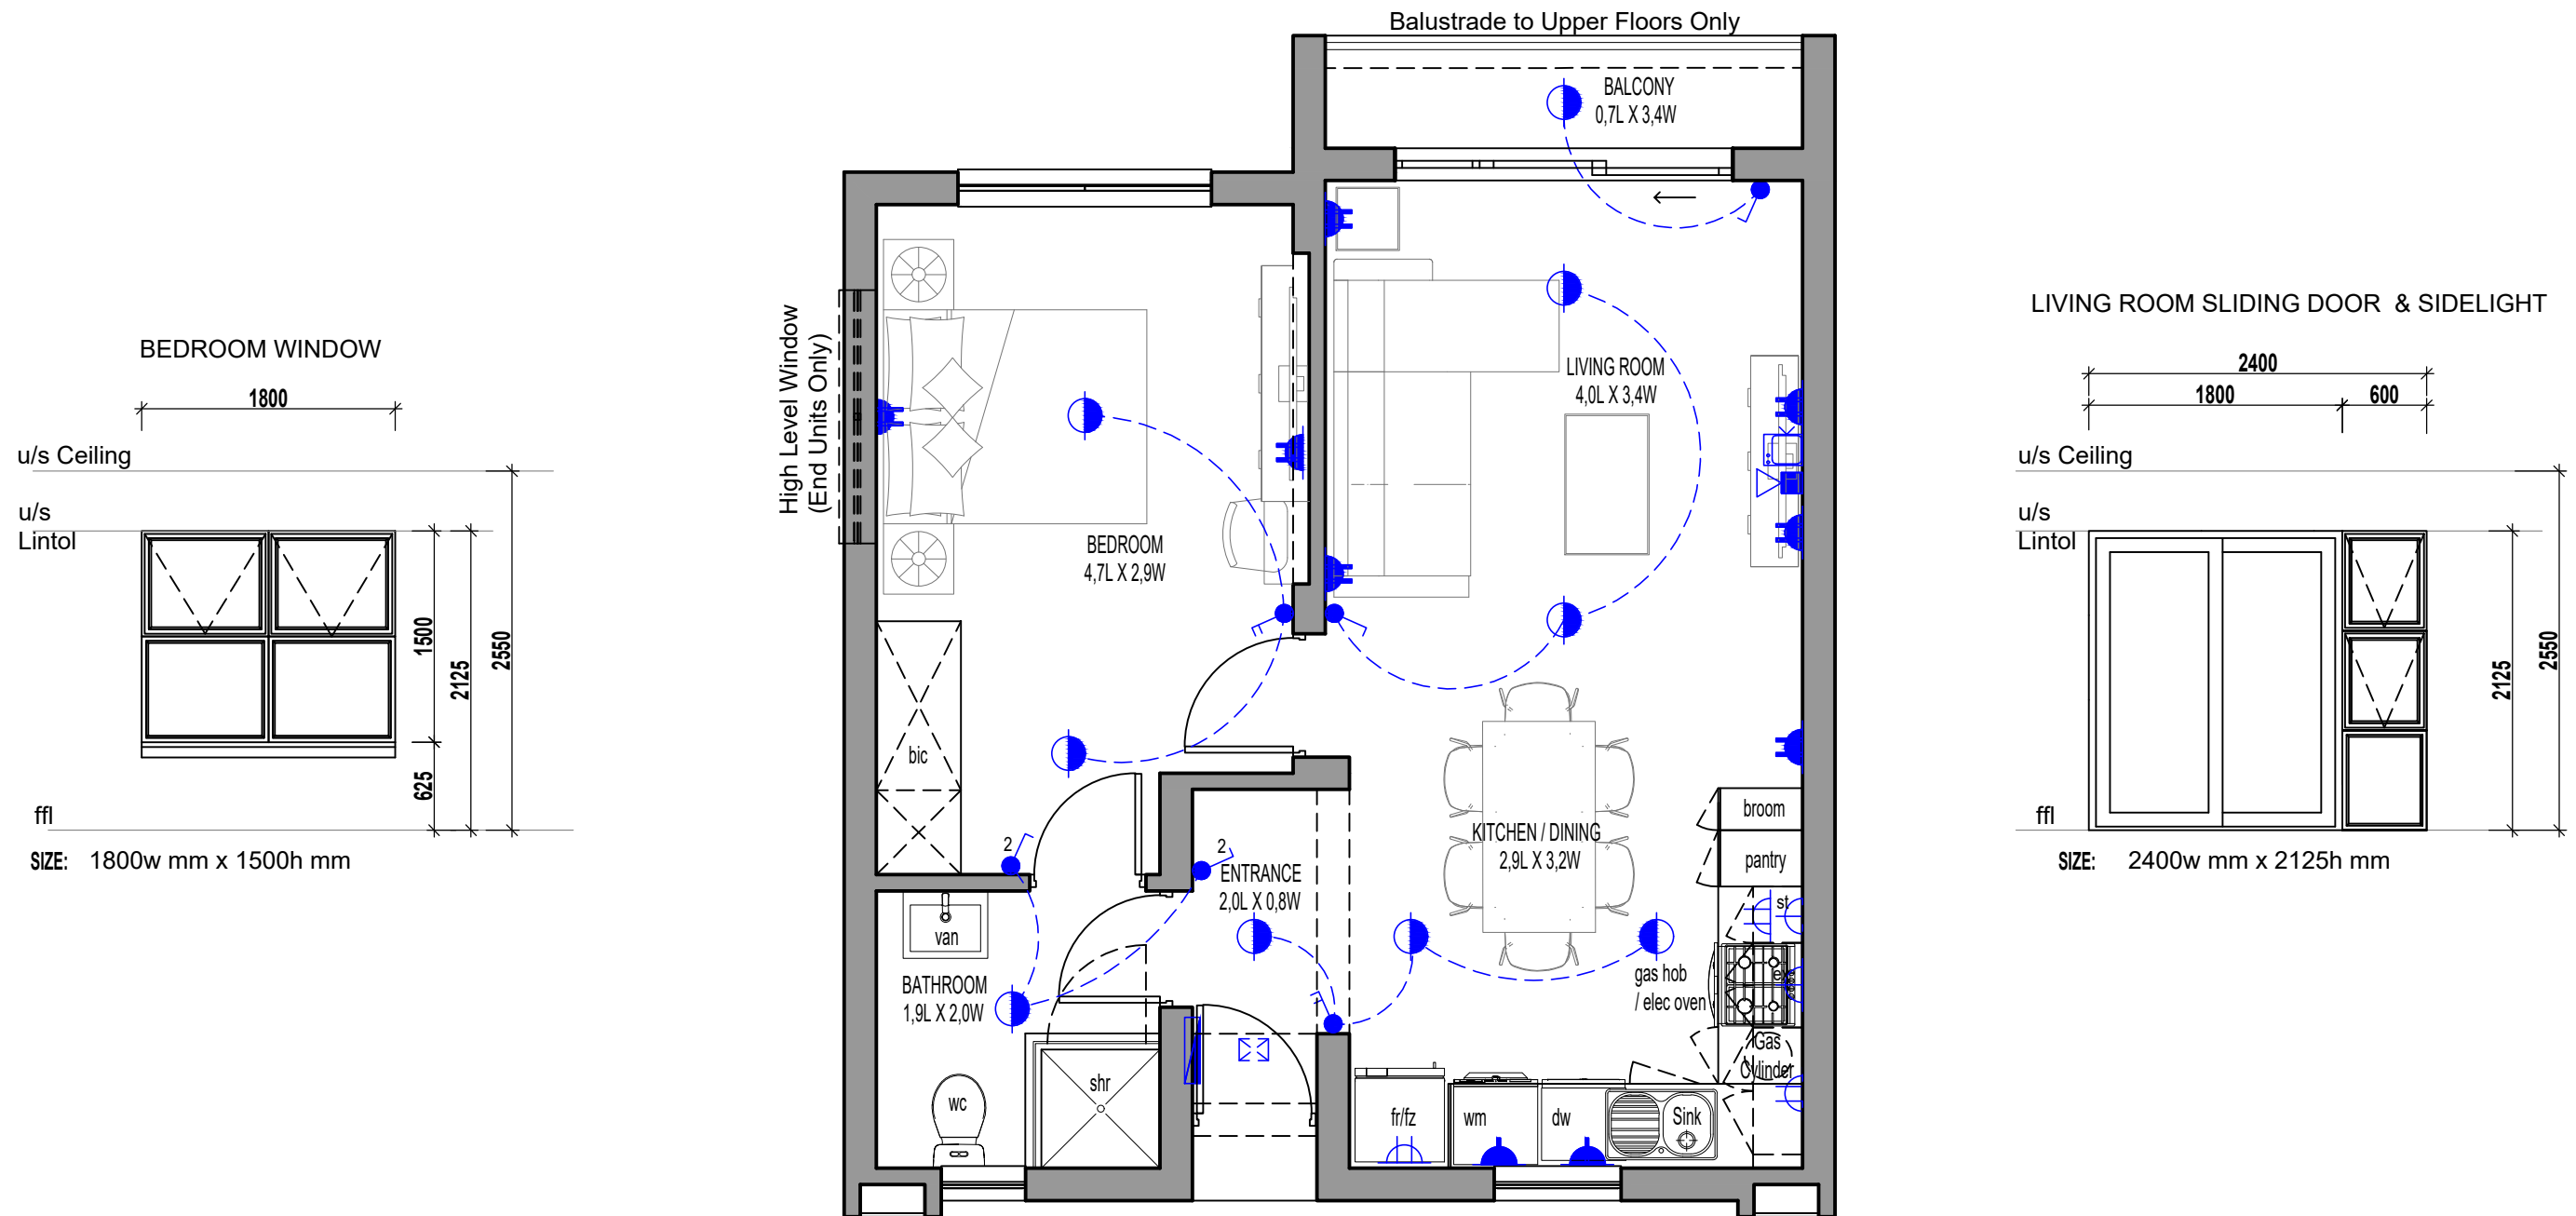 Balustrade to Upper Floors Only
BALCONY
0,7L X 3,4W
BEDROOM WINDOW
1800
u/s Ceiling
u/s
Lintol
1500
2125
2550
625
ffl
SIZE: 1800w mm x 1500h mm
High Level Window
(End Units Only)
BEDROOM
4,7L X 2,9W
LIVING ROOM
4,0L X 3,4W
bic
2
2
ENTRANCE
2,0L X 0,8W
KITCHEN / DINING
2,9L X 3,2W
broom
pantry
st
van
BATHROOM
1,9L X 2,0W
gas hob
/ elec oven
Gas
Cylinder
shr
wc
fr/fz
wm
dw
Sink
LIVING ROOM SLIDING DOOR & SIDELIGHT
2400
1800
600
u/s Ceiling
u/s
Lintol
2125
2550
ffl
SIZE: 2400w mm x 2125h mm